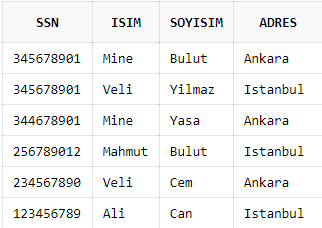 SSN ISIM SOYISIM ADRES
345678901 Mine Bulut Ankara
345678901 Veli Yilmaz Istanbul
344678901 Mine Yasa Ankara
256789012 Mahmut Bulut Istanbul
234567890 Veli Cem Ankara
123456789 Ali Can Istanbul